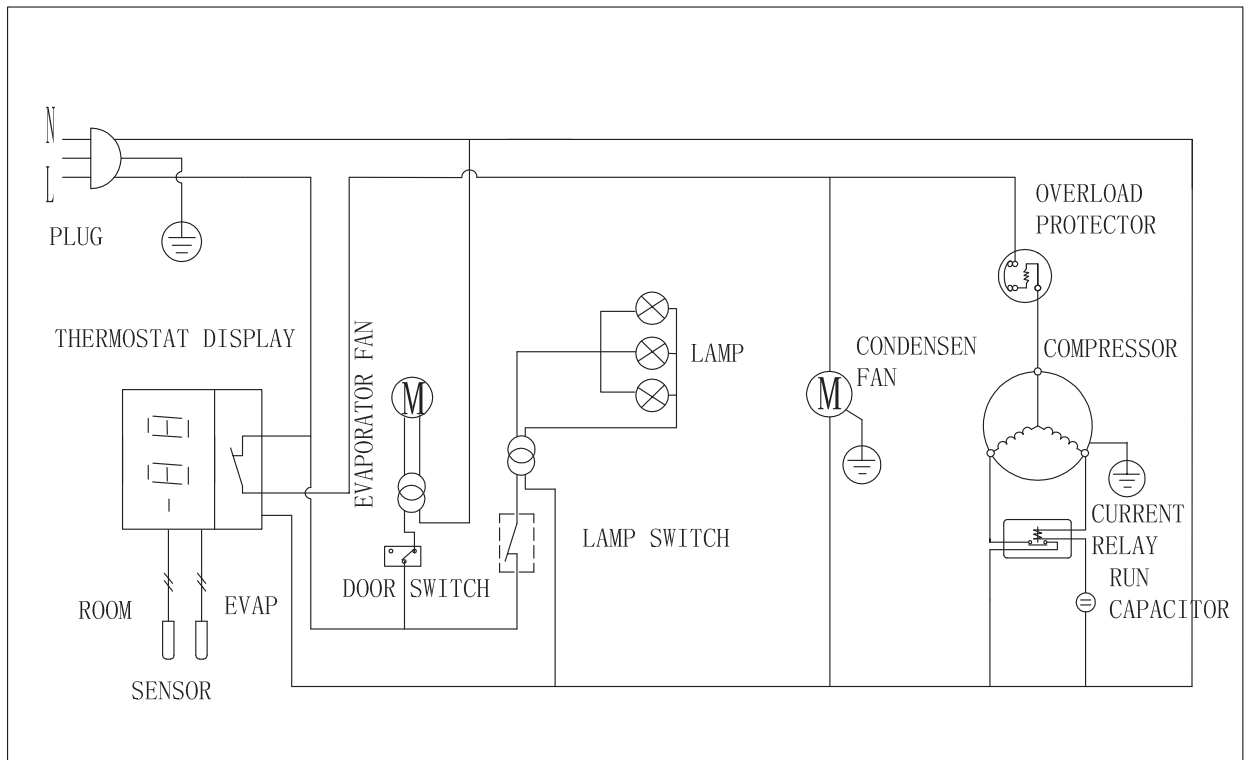 N
L
PLUG
OVERLOAD
PROTECTOR
THERMOSTAT DISPLAY
EVAPORATOR FAN
M
LAMP
CONDENSEN
FAN
M
COMPRESSOR
LAMP SWITCH
CURRENT
RELAY
RUN
CAPACITOR
DOOR SWITCH
ROOM
EVAP
SENSOR